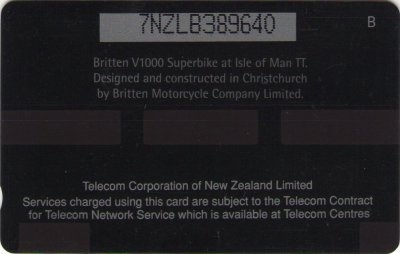 7NZLB389640
B
Britten V1000 Superbike at Isle of Man TT.
Designed and constructed in Christchurch
by Britten Motorcycle Company Limited.
Telecom Corporation of New Zealand Limited
Services charged using this card are subject to the Telecom Contract
for Telecom Network Service which is available at Telecom Centres